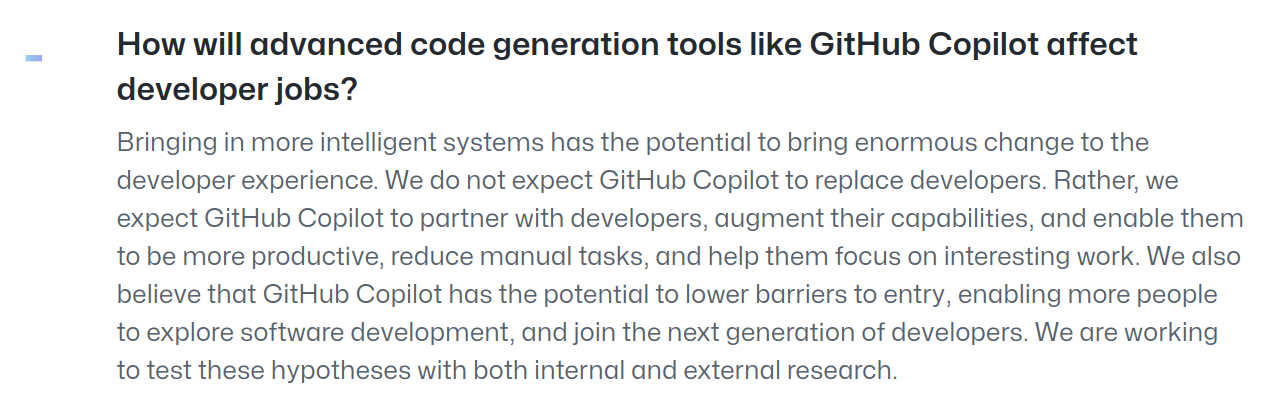 How will advanced code generation tools like GitHub Copilot affect
developer jobs?
Bringing in more intelligent systems has the potential to bring enormous change to the
developer experience. We do not expect GitHub Copilot to replace developers. Rather, we
expect GitHub Copilot to partner with developers, augment their capabilities, and enable them
to be more productive, reduce manual tasks, and help them focus on interesting work. We also
believe that GitHub Copilot has the potential to lower barriers to entry, enabling more people
to explore software development, and join the next generation of developers. We are working
to test these hypotheses with both internal and external research.